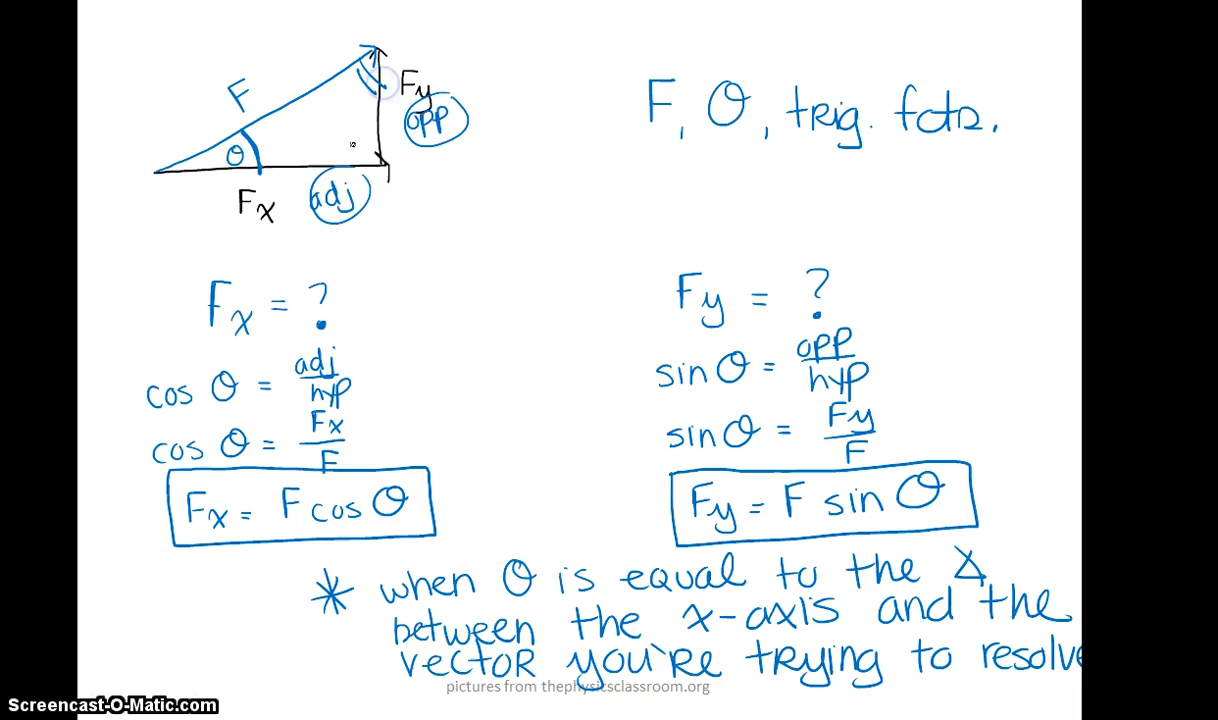 F
Fy
opp
θ
Fx
adj
F, θ, trig. fctns.
Fx = ?
cos θ = adj/hyp
cos θ = Fx/F
Fx = F cos θ
Fy = ?
sin θ = opp/hyp
sin θ = Fy/F
Fy = F sin θ
* when θ is equal to the ∡
between the x-axis and the
vector you're trying to resolve
pictures from thephysicsclassroom.org
Screencast-O-Matic.com